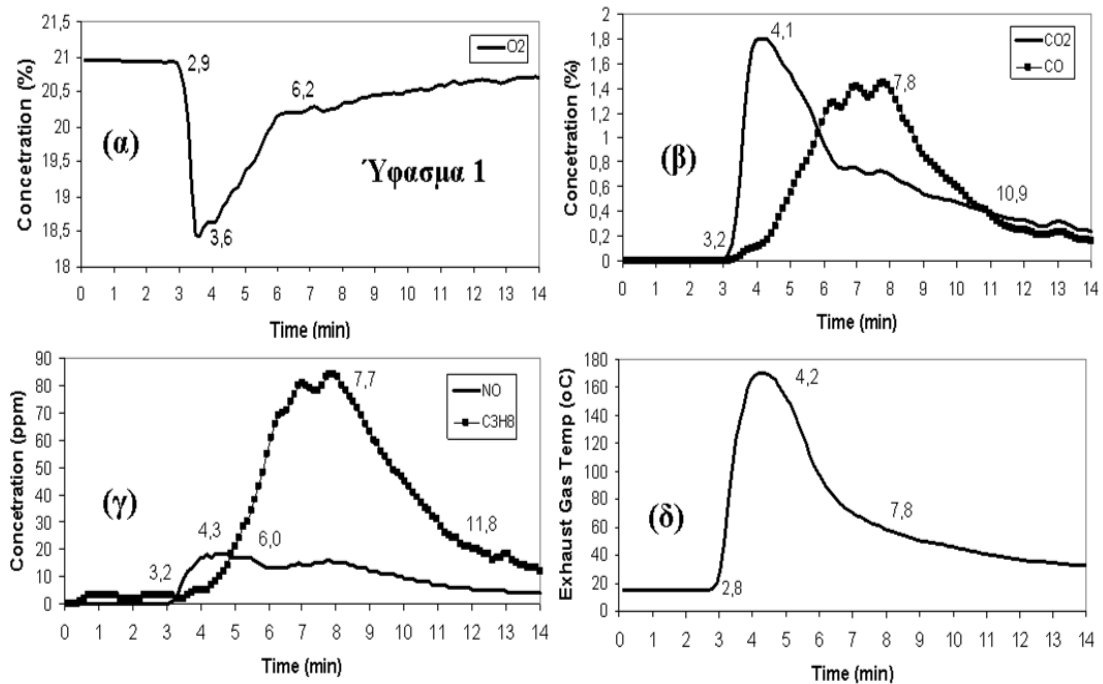 21,5
21
20,5
20
19,5
19
18,5
18
Concetration (%)
O2
2,9
6,2
3,6
(α)
Ύφασμα 1
0 1 2 3 4 5 6 7 8 9 10 11 12 13 14
Time (min)
2
1,8
1,6
1,4
1,2
1
0,8
0,6
0,4
0,2
0
Concetration (%)
CO2
CO
4,1
7,8
10,9
3,2
(β)
0 1 2 3 4 5 6 7 8 9 10 11 12 13 14
Time (min)
90
80
70
60
50
40
30
20
10
0
Concetration (ppm)
NO
C3H8
7,7
11,8
4,3
6,0
3,2
(γ)
0 1 2 3 4 5 6 7 8 9 10 11 12 13 14
Time (min)
180
160
140
120
100
80
60
40
20
0
Exhaust Gas Temp (oC)
4,2
7,8
2,8
(δ)
0 1 2 3 4 5 6 7 8 9 10 11 12 13 14
Time (min)